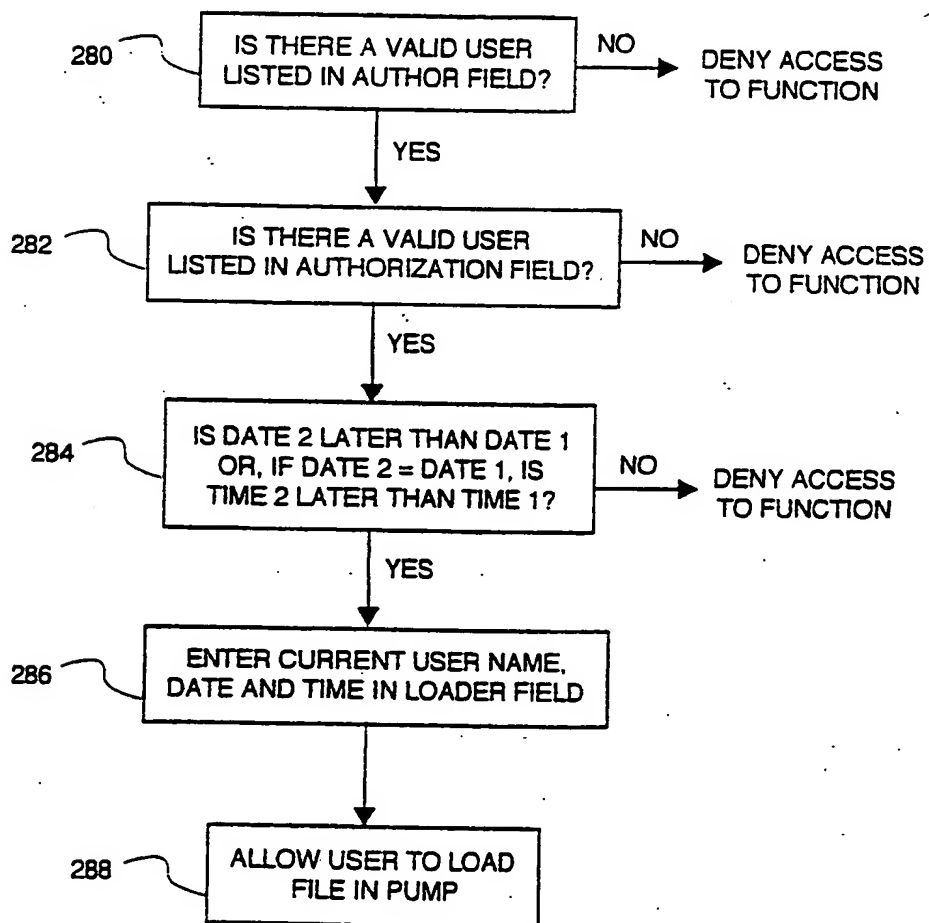 280
IS THERE A VALID USER
LISTED IN AUTHOR FIELD?
NO
DENY ACCESS
TO FUNCTION
YES
282
IS THERE A VALID USER
LISTED IN AUTHORIZATION FIELD?
NO
DENY ACCESS
TO FUNCTION
YES
284
IS DATE 2 LATER THAN DATE 1
OR, IF DATE 2 = DATE 1, IS
TIME 2 LATER THAN TIME 1?
NO
DENY ACCESS
TO FUNCTION
YES
286
ENTER CURRENT USER NAME,
DATE AND TIME IN LOADER FIELD
288
ALLOW USER TO LOAD
FILE IN PUMP